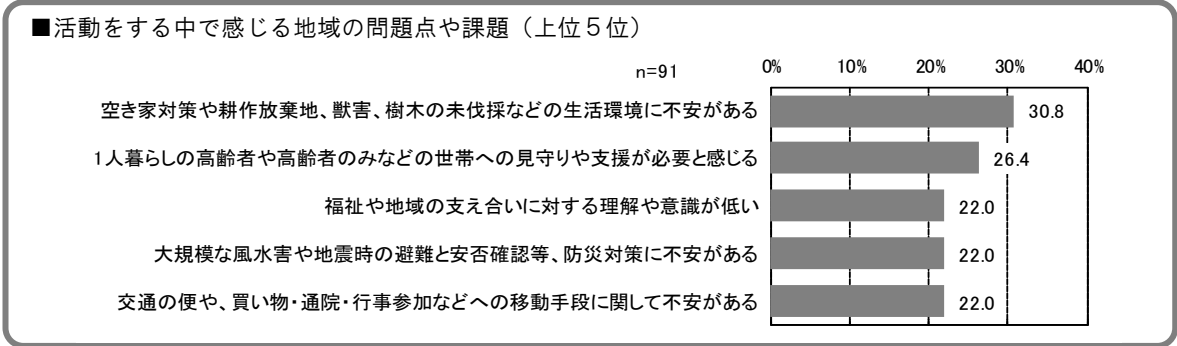 ■活動をする中で感じる地域の問題点や課題（上位５位）
n=91
0% 10% 20% 30% 40%
空き家対策や耕作放棄地、獣害、樹木の未伐採などの生活環境に不安がある 30.8
1人暮らしの高齢者や高齢者のみなどの世帯への見守りや支援が必要と感じる 26.4
福祉や地域の支え合いに対する理解や意識が低い 22.0
大規模な風水害や地震時の避難と安否確認等、防災対策に不安がある 22.0
交通の便や、買い物・通院・行事参加などへの移動手段に関して不安がある 22.0